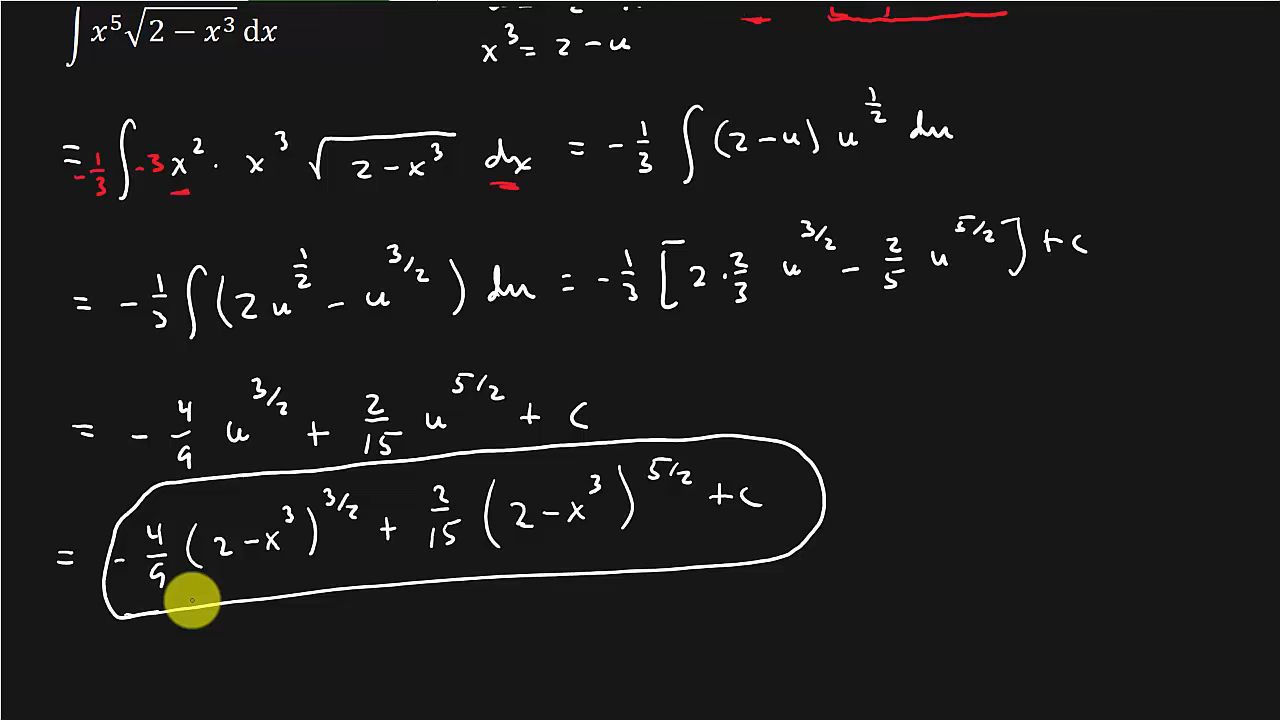 ∫ x⁵√(2 − x³) dx
x³ = 2 − u
= -1/3 ∫ -3x² · x³ √(2 − x³) dx = -1/3 ∫ (2 − u) u^(1/2) du
= -1/3 ∫ (2u^(1/2) − u^(3/2)) du = -1/3 [2 · 2/3 u^(3/2) − 2/5 u^(5/2)] + c
= -4/9 u^(3/2) + 2/15 u^(5/2) + c
= -4/9 (2 − x³)^(3/2) + 2/15 (2 − x³)^(5/2) + c